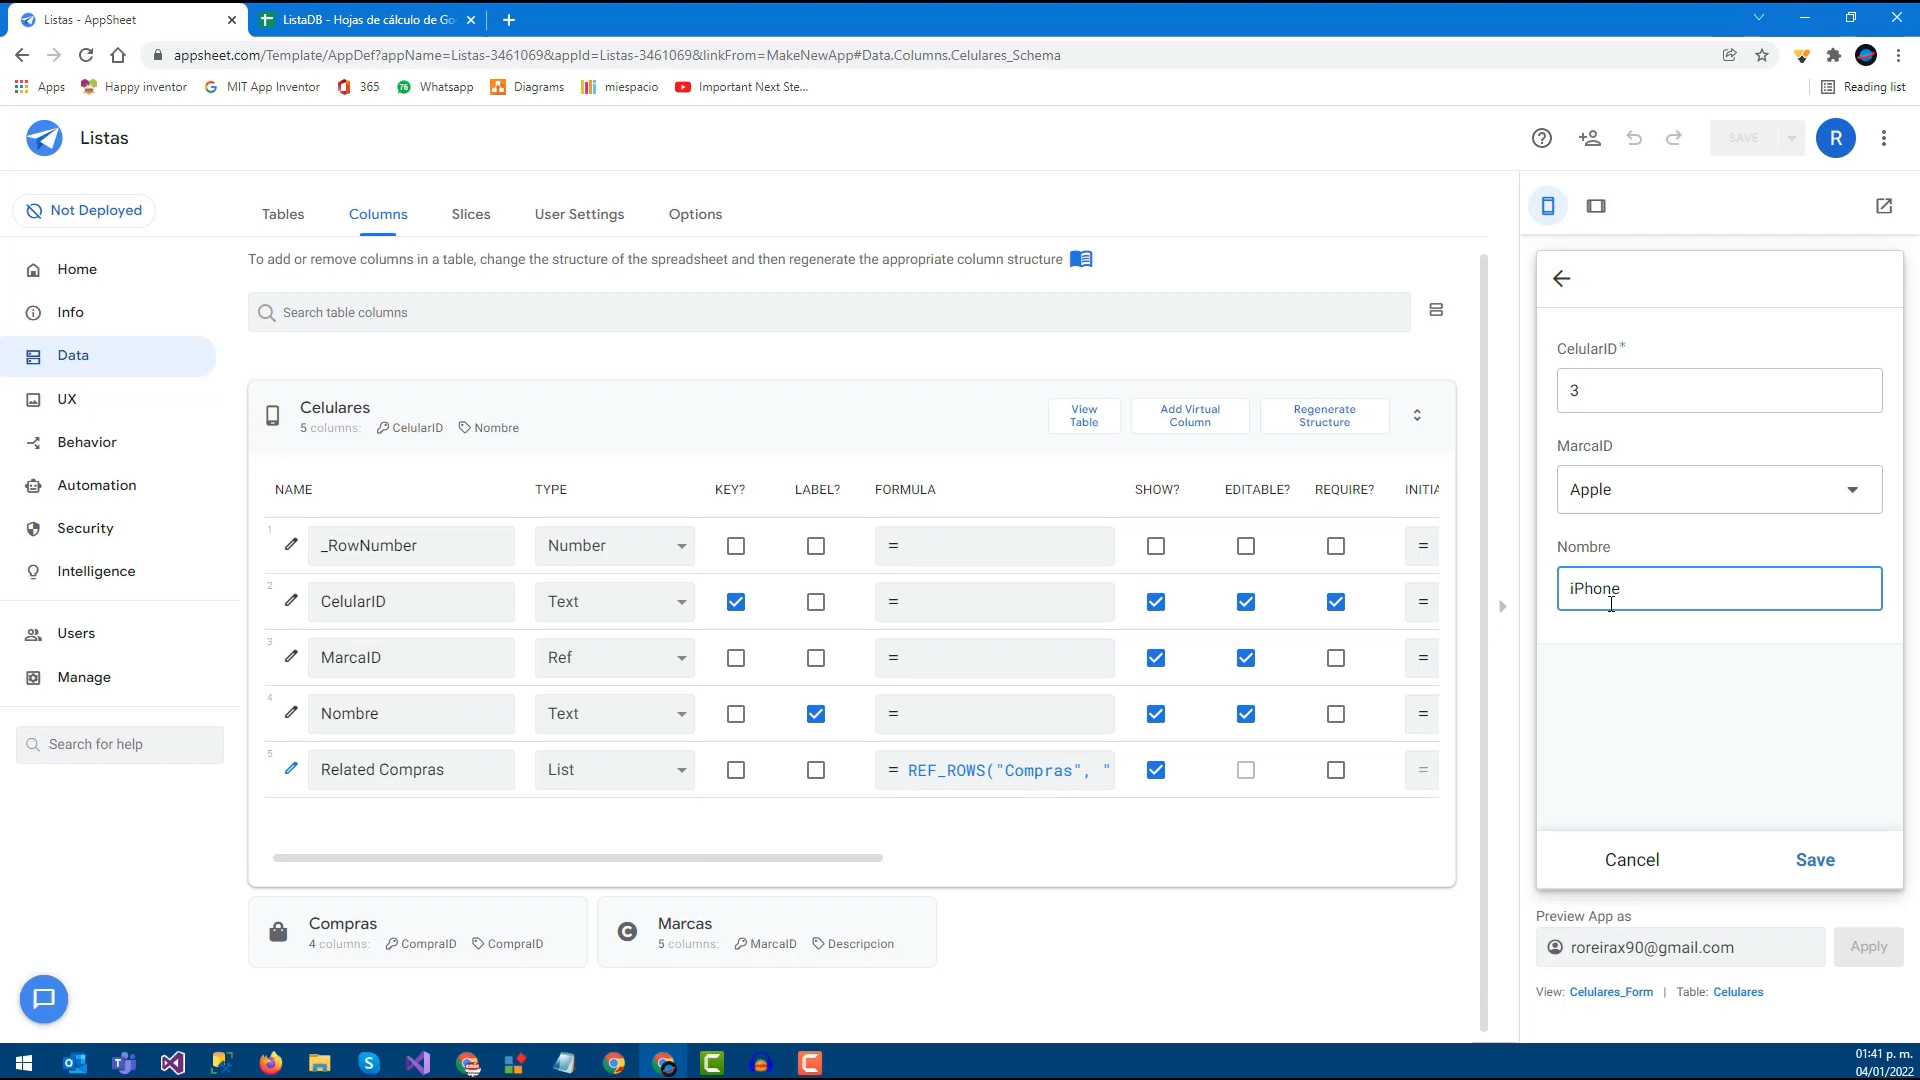 Listas - AppSheet
ListaDB - Hojas de cálculo de Go
appsheet.com/Template/AppDef?appName=Listas-3461069&appId=Listas-3461069&linkFrom=MakeNewApp#Data.Columns.Celulares_Schema
Apps
Happy inventor
MIT App Inventor
365
Whatsapp
Diagrams
miespacio
Important Next Ste...
Reading list
Listas
SAVE
R
Not Deployed
Tables
Columns
Slices
User Settings
Options
To add or remove columns in a table, change the structure of the spreadsheet and then regenerate the appropriate column structure
Home
Info
Data
UX
Behavior
Automation
Security
Intelligence
Users
Manage
Search for help
Search table columns
Celulares
5 columns: CelularID Nombre
View Table
Add Virtual Column
Regenerate Structure
NAME TYPE KEY? LABEL? FORMULA SHOW? EDITABLE? REQUIRE? INITIA
1 _RowNumber Number = =
2 CelularID Text = =
3 MarcaID Ref = =
4 Nombre Text = =
5 Related Compras List = REF_ROWS("Compras", " =
Compras
4 columns: CompraID CompraID
Marcas
5 columns: MarcaID Descripcion
CelularID*
3
MarcaID
Apple
Nombre
iPhone
Cancel
Save
Preview App as
roreirax90@gmail.com
Apply
View: Celulares_Form | Table: Celulares
01:41 p. m.
04/01/2022